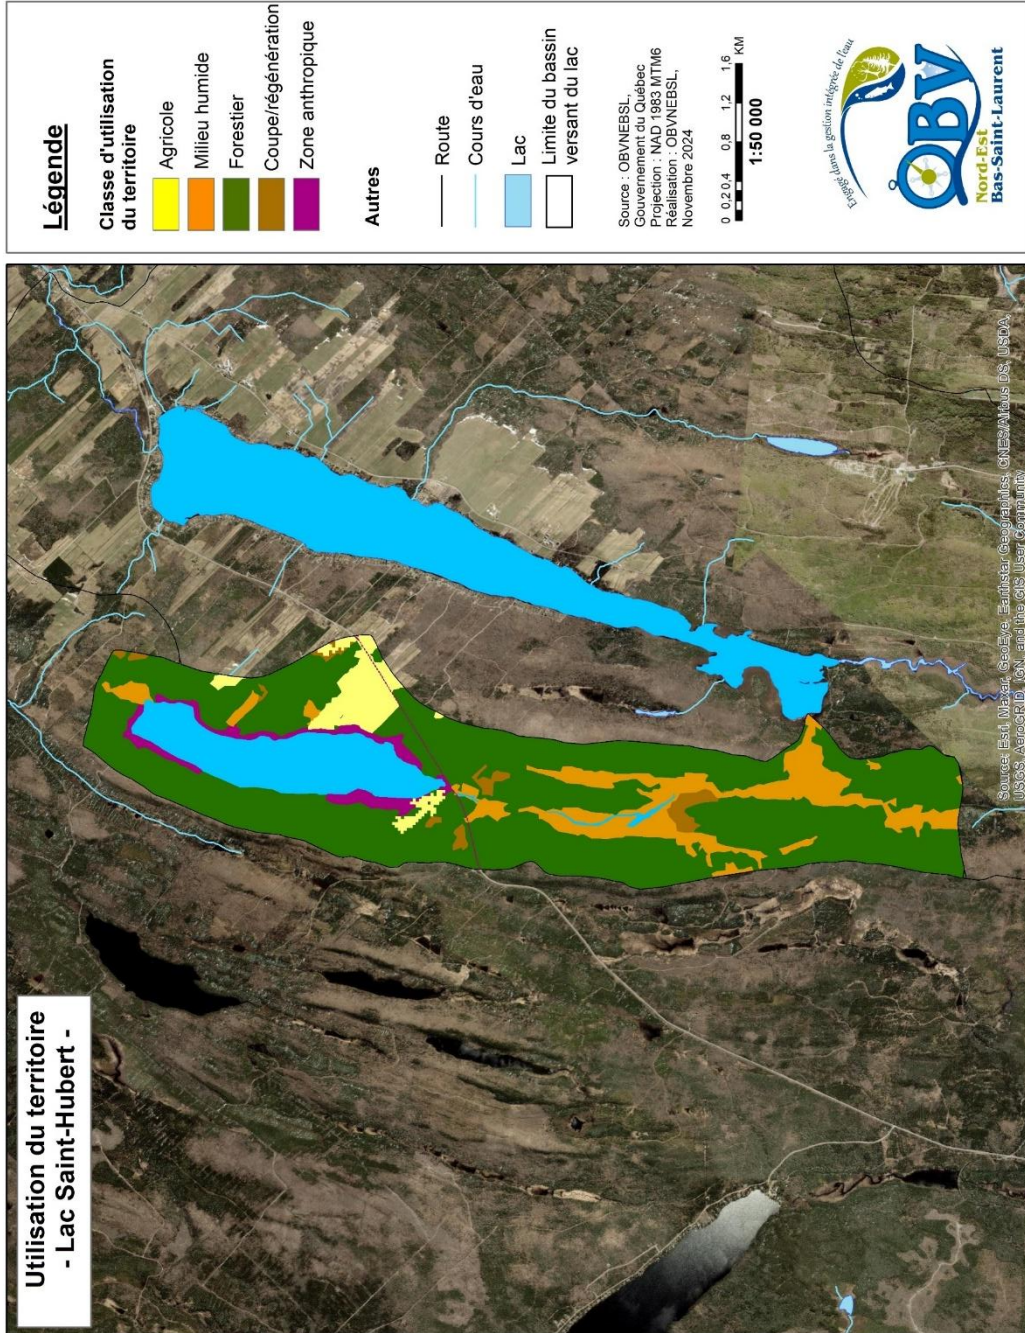 Utilisation du territoire
- Lac Saint-Hubert -
Légende
Classe d'utilisation
du territoire
Agricole
Milieu humide
Forestier
Coupe/régénération
Zone anthropique
Autres
Route
Cours d'eau
Lac
Limite du bassin
versant du lac
Source : OBVNEBSL,
Gouvernement du Québec
Projection : NAD 1983 MTM6
Réalisation : OBVNEBSL,
Novembre 2024
0 0,2 0,4 0,8 1,2 1,6
KM
1:50 000
Engagé dans la gestion intégrée de l'eau
OBV
Nord-Est
Bas-Saint-Laurent
Source: Esri, Maxar, GeoEye, Earthstar Geographics, CNES/Airbus DS, USDA,
USGS, AeroGRID, IGN, and the GIS User Community